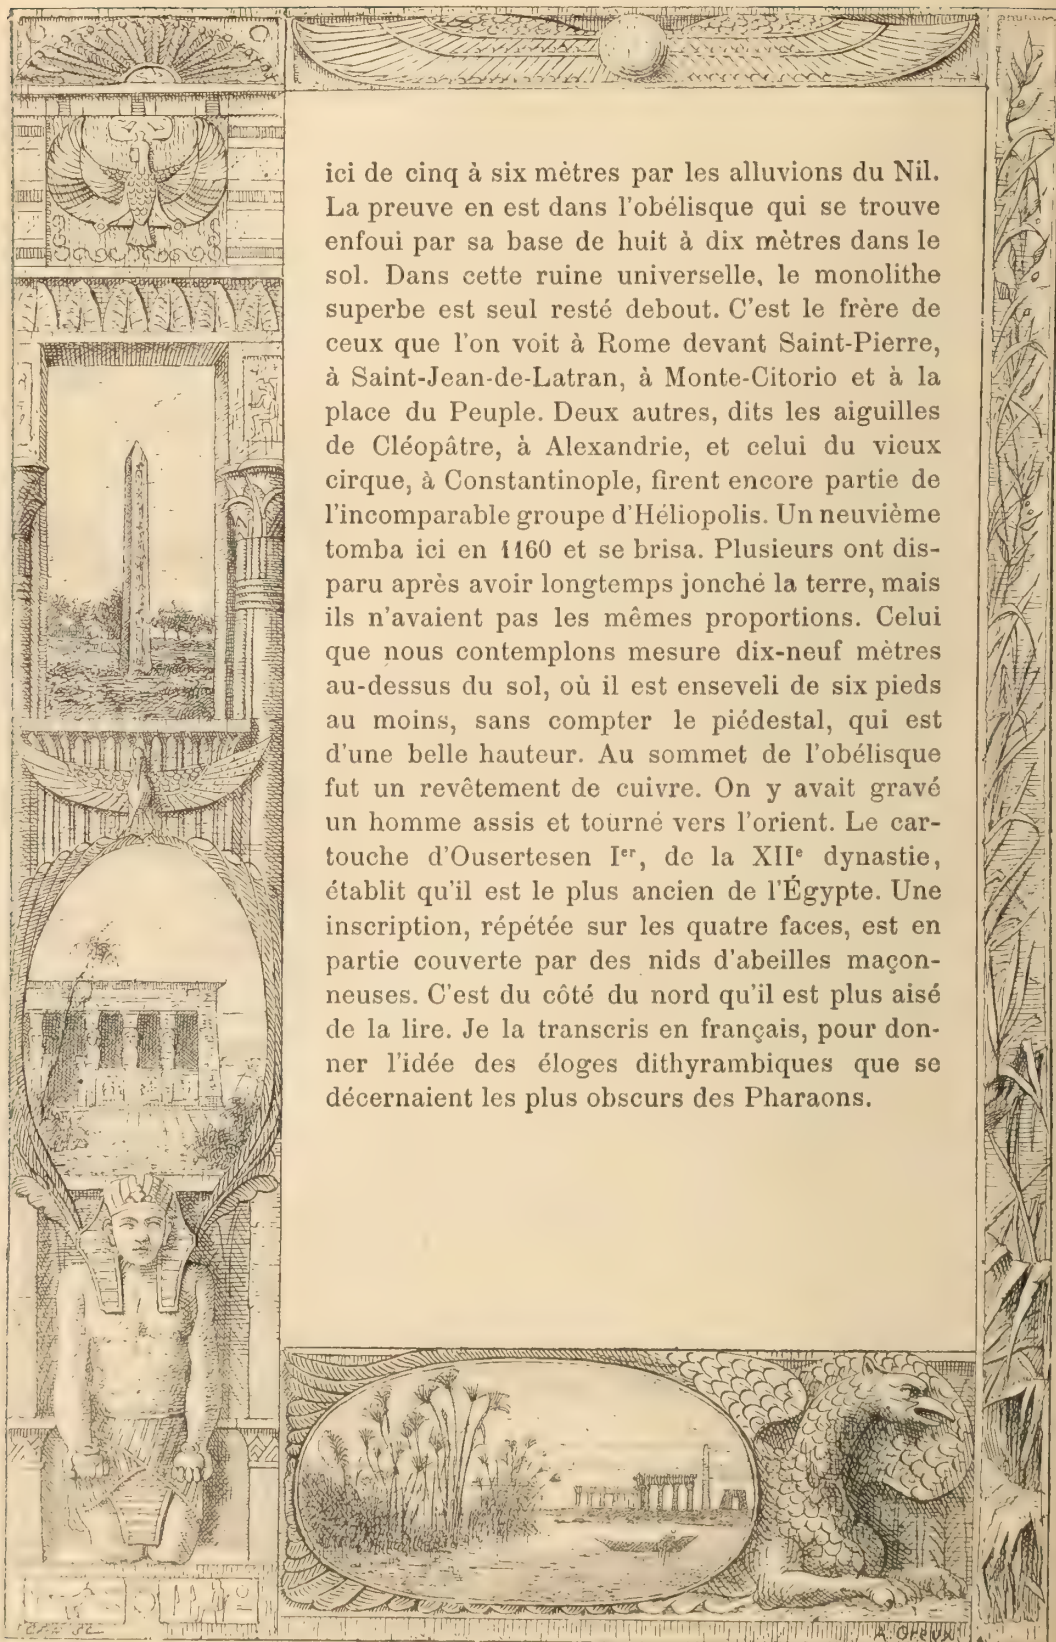 ici de cinq à six mètres par les alluvions du Nil.
La preuve en est dans l'obélisque qui se trouve
enfoui par sa base de huit à dix mètres dans le
sol. Dans cette ruine universelle, le monolithe
superbe est seul resté debout. C'est le frère de
ceux que l'on voit à Rome devant Saint-Pierre,
à Saint-Jean-de-Latran, à Monte-Citorio et à la
place du Peuple. Deux autres, dits les aiguilles
de Cléopâtre, à Alexandrie, et celui du vieux
cirque, à Constantinople, firent encore partie de
l'incomparable groupe d'Héliopolis. Un neuvième
tomba ici en 1160 et se brisa. Plusieurs ont dis-
paru après avoir longtemps jonché la terre, mais
ils n'avaient pas les mêmes proportions. Celui
que nous contemplons mesure dix-neuf mètres
au-dessus du sol, où il est enseveli de six pieds
au moins, sans compter le piédestal, qui est
d'une belle hauteur. Au sommet de l'obélisque
fut un revêtement de cuivre. On y avait gravé
un homme assis et tourné vers l'orient. Le car-
touche d'Ousertesen Ier, de la XIIe dynastie,
établit qu'il est le plus ancien de l'Égypte. Une
inscription, répétée sur les quatre faces, est en
partie couverte par des nids d'abeilles maçon-
neuses. C'est du côté du nord qu'il est plus aisé
de la lire. Je la transcris en français, pour don-
ner l'idée des éloges dithyrambiques que se
décernaient les plus obscurs des Pharaons.